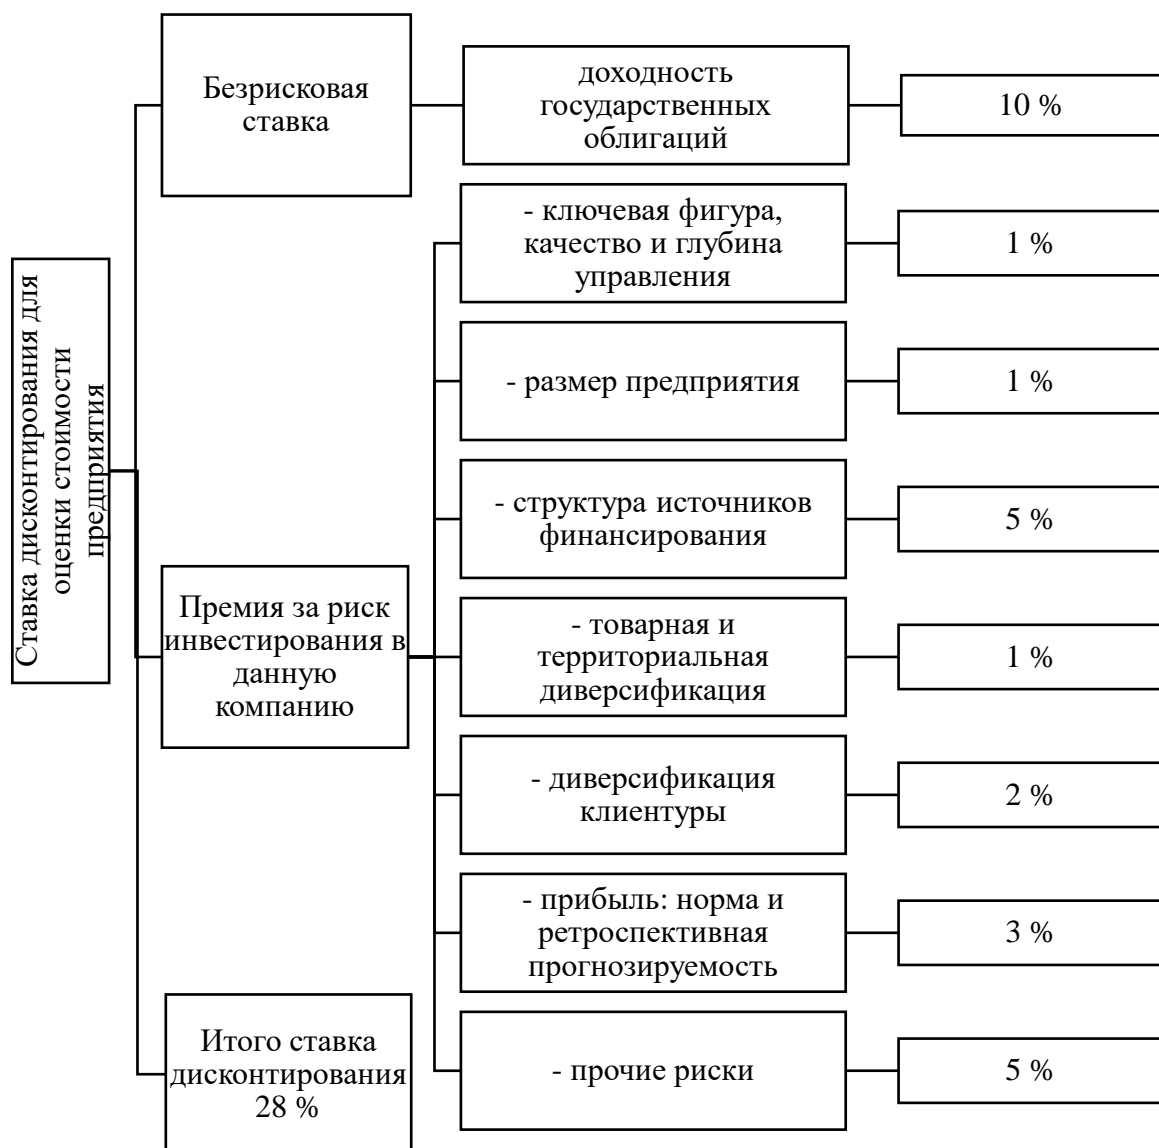 Ставка дисконтирования для
оценки стоимости
предприятия
Безрисковая
ставка
доходность
государственных
облигаций
10 %
Премия за риск
инвестирования в
данную
компанию
- ключевая фигура,
качество и глубина
управления
1 %
- размер предприятия
1 %
- структура источников
финансирования
5 %
- товарная и
территориальная
диверсификация
1 %
- диверсификация
клиентуры
2 %
- прибыль: норма и
ретроспективная
прогнозируемость
3 %
- прочие риски
5 %
Итого ставка
дисконтирования
28 %